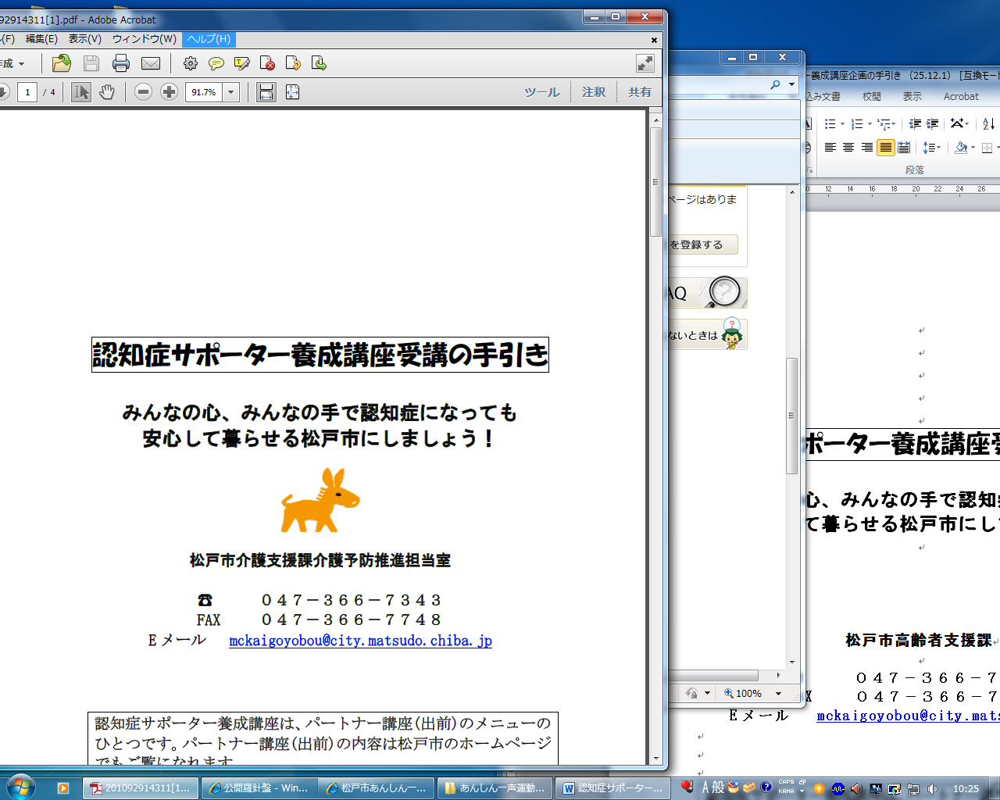 92914311[1].pdf - Adobe Acrobat
(F) 編集(E) 表示(V) ウィンドウ(W) ヘルプ(H)
作成
1 / 4
91.7%
ツール 注釈 共有
認知症サポーター養成講座受講の手引き
みんなの心、みんなの手で認知症になっても
安心して暮らせる松戸市にしましょう！
松戸市介護支援課介護予防推進担当室
☎ ０４７－３６６－７３４３
FAX ０４７－３６６－７７４８
Ｅメール mckaigoyobou@city.matsudo.chiba.jp
認知症サポーター養成講座は、パートナー講座(出前)のメニューの
ひとつです。パートナー講座(出前)の内容は松戸市のホームページ
でもご覧になれます
ページはありま
を登録する
AQ
ないときは
100%
ー養成講座企画の手引き (25.12.1) [互換モード
込み文書 校閲 表示 Acrobat
段落
10 12 14 16 18 20 22 24 26
ポーター養成講座受
心、みんなの手で認知
て暮らせる松戸市にし
松戸市高齢者支援課
０４７－３６６－７
X ０４７－３６６－７
Ｅメール mckaigoyobou@city.mats
201092914311[1... 公開羅針盤 - Win... 松戸市あんしん一... あんしん一声運動... 認知症サポーター...
A 般 CAPS KANA 10:25